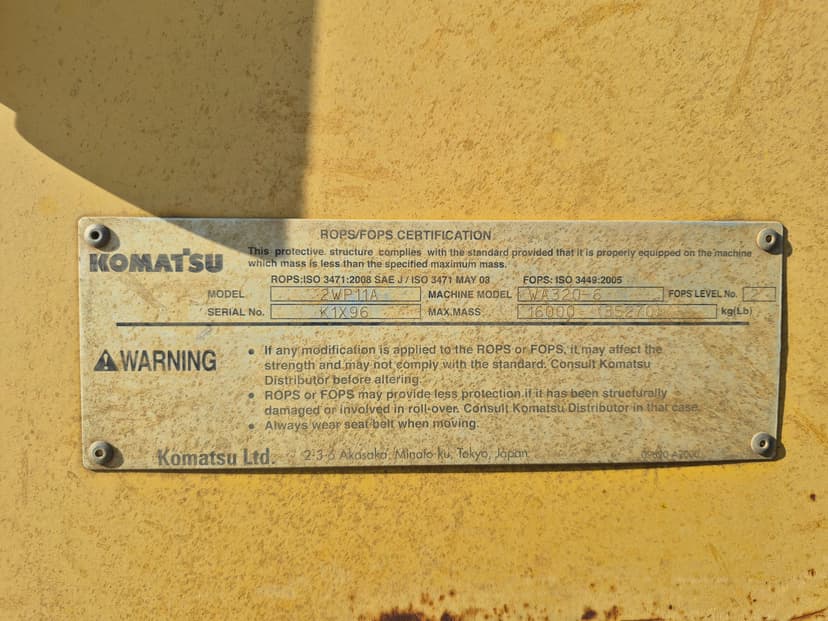 ROPS/FOPS CERTIFICATION
KOMATSU
This protective structure complies with the standard provided that it is properly equipped on the machine
which mass is less than the specified maximum mass.
ROPS:ISO 3471:2008 SAE J / ISO 3471 MAY 03 FOPS: ISO 3449:2005
MODEL 2WP11A MACHINE MODEL WA320-6 FOPS LEVEL No. 2
SERIAL No. K1X96 MAX.MASS 16000 (35270) kg(Lb)
WARNING
• If any modification is applied to the ROPS or FOPS, it may affect the
strength and may not comply with the standard. Consult Komatsu
Distributor before altering.
• ROPS or FOPS may provide less protection if it has been structurally
damaged or involved in roll-over. Consult Komatsu Distributor in that case.
• Always wear seat belt when moving.
Komatsu Ltd. 2-3-6 Akasaka, Minato-ku, Tokyo, Japan